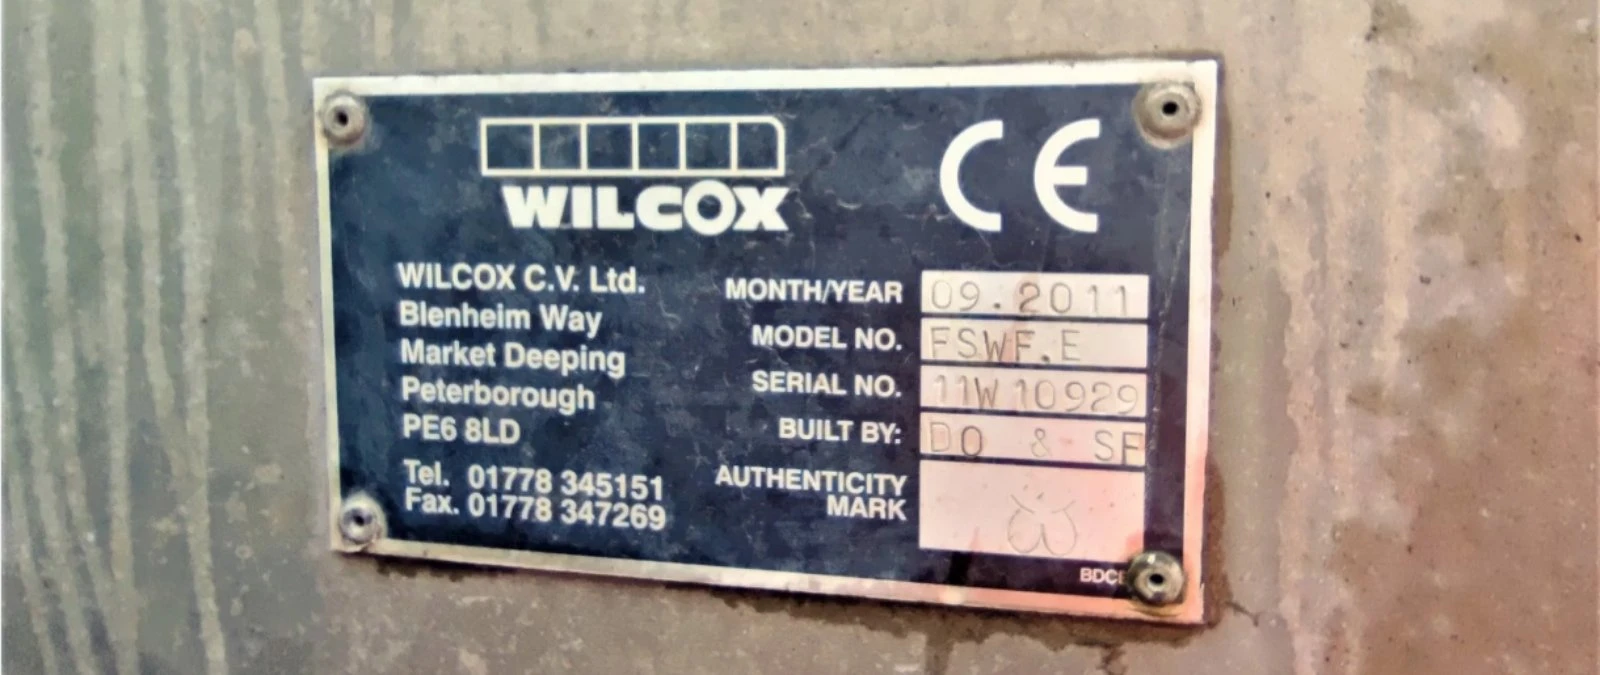 WILCOX
CE
WILCOX C.V. Ltd.
Blenheim Way
Market Deeping
Peterborough
PE6 8LD
Tel. 01778 345151
Fax. 01778 347269
MONTH/YEAR 09.2011
MODEL NO. FSWF.E
SERIAL NO. 11W10929
BUILT BY: DO & SF
AUTHENTICITY
MARK